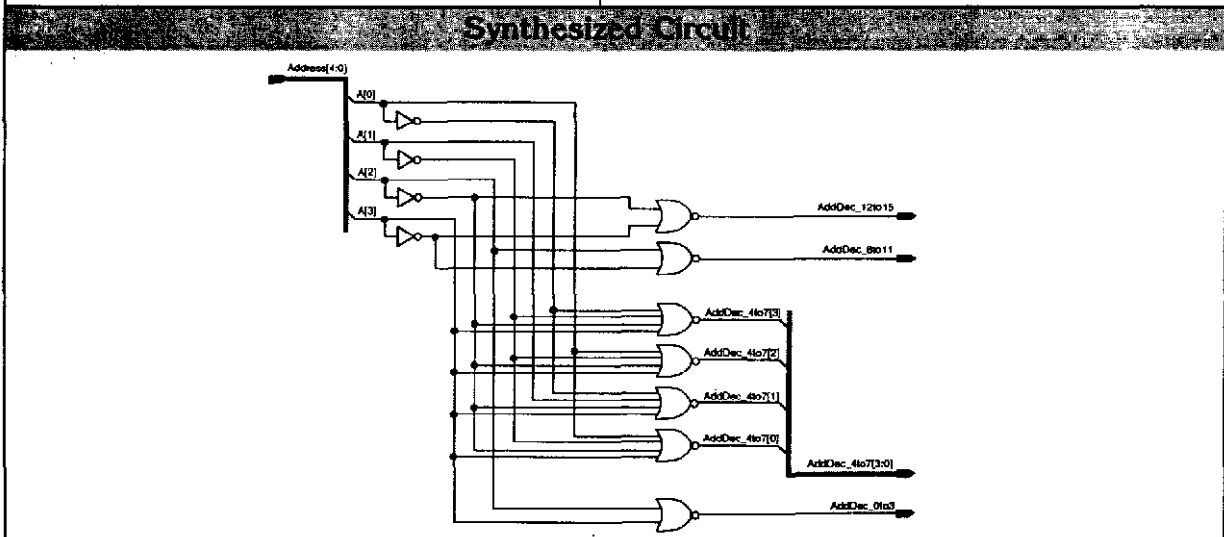 Synthesized Circuit
Address[4:0]
A[0]
A[1]
A[2]
A[3]
AddDec_12to15
AddDec_8to11
AddDec_4to7[3]
AddDec_4to7[2]
AddDec_4to7[1]
AddDec_4to7[0]
AddDec_4to7[3:0]
AddDec_0to3